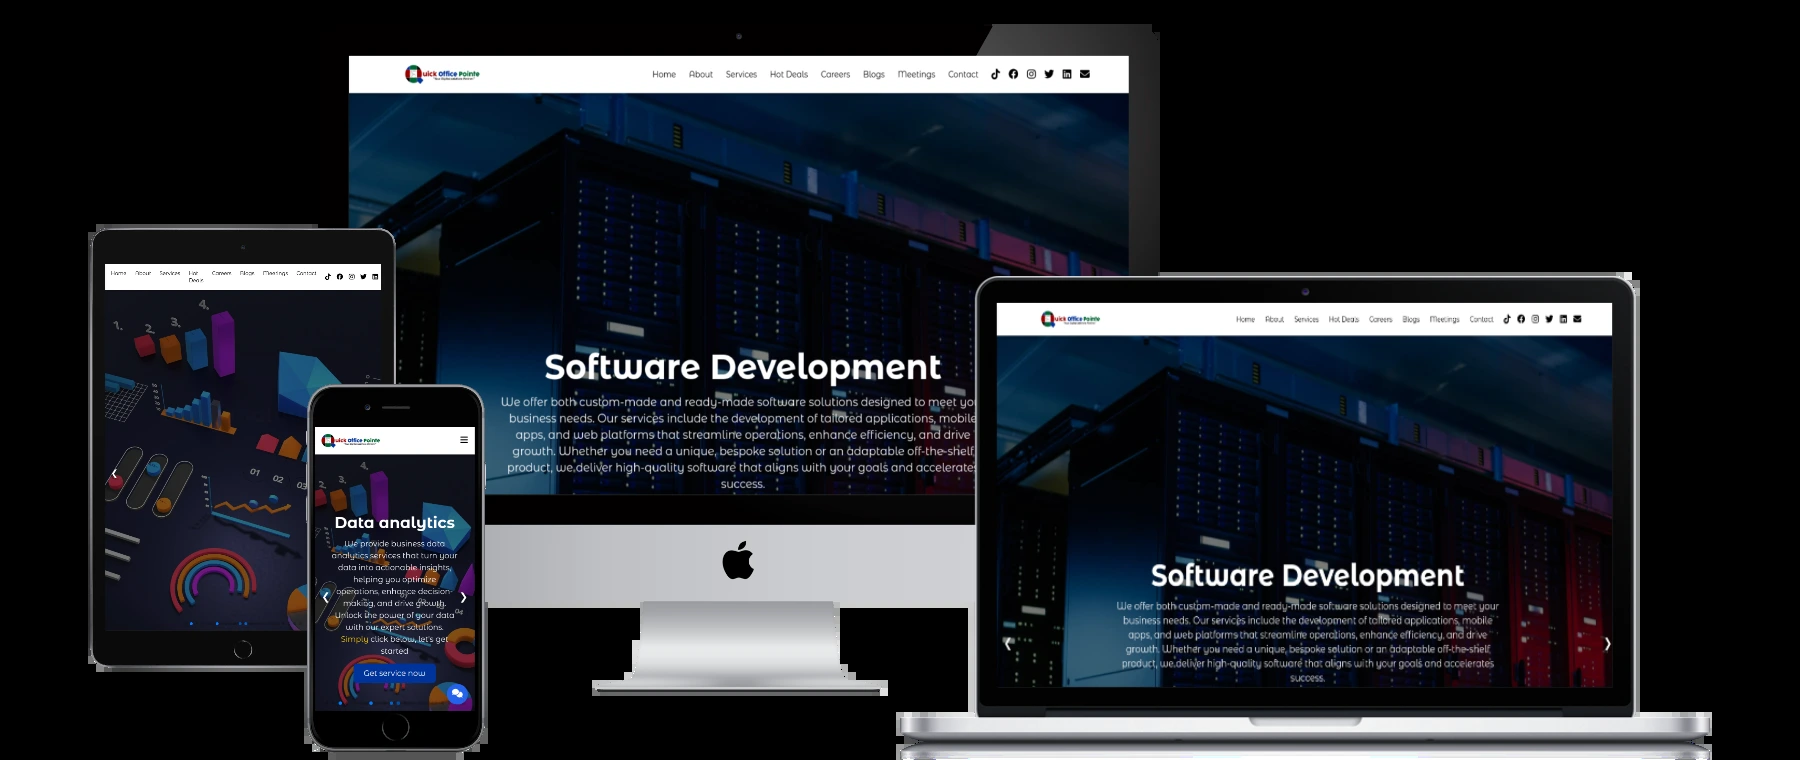 Quick Office Pointe
Home About Services Hot Deals Careers Blogs Meetings Contact
Software Development
We offer both custom-made and ready-made software solutions designed to meet you
business needs. Our services include the development of tailored applications, mobile
apps, and web platforms that streamline operations, enhance efficiency, and drive
growth. Whether you need a unique, bespoke solution or an adaptable off-the-shelf
product, we deliver high-quality software that aligns with your goals and accelerates
success.
Home About Services Hot Deals Careers Blogs Meetings Contact
1. 2. 3. 4.
01 02 03
Quick Office Pointe
3. 4.
Data analytics
We provide business data
analytics services that turn your
data into actionable insights,
helping you optimize
operations, enhance decision-
making, and drive growth.
Unlock the power of your data
with our expert solutions.
Simply click below, let's get
started
04
Get service now
Quick Office Pointe
Home About Services Hot Deals Careers Blogs Meetings Contact
Software Development
We offer both custom-made and ready-made software solutions designed to meet your
business needs. Our services include the development of tailored applications, mobile
apps, and web platforms that streamline operations, enhance efficiency, and drive
growth. Whether you need a unique, bespoke solution or an adaptable off-the-shelf
product, we deliver high-quality software that aligns with your goals and accelerates
success.